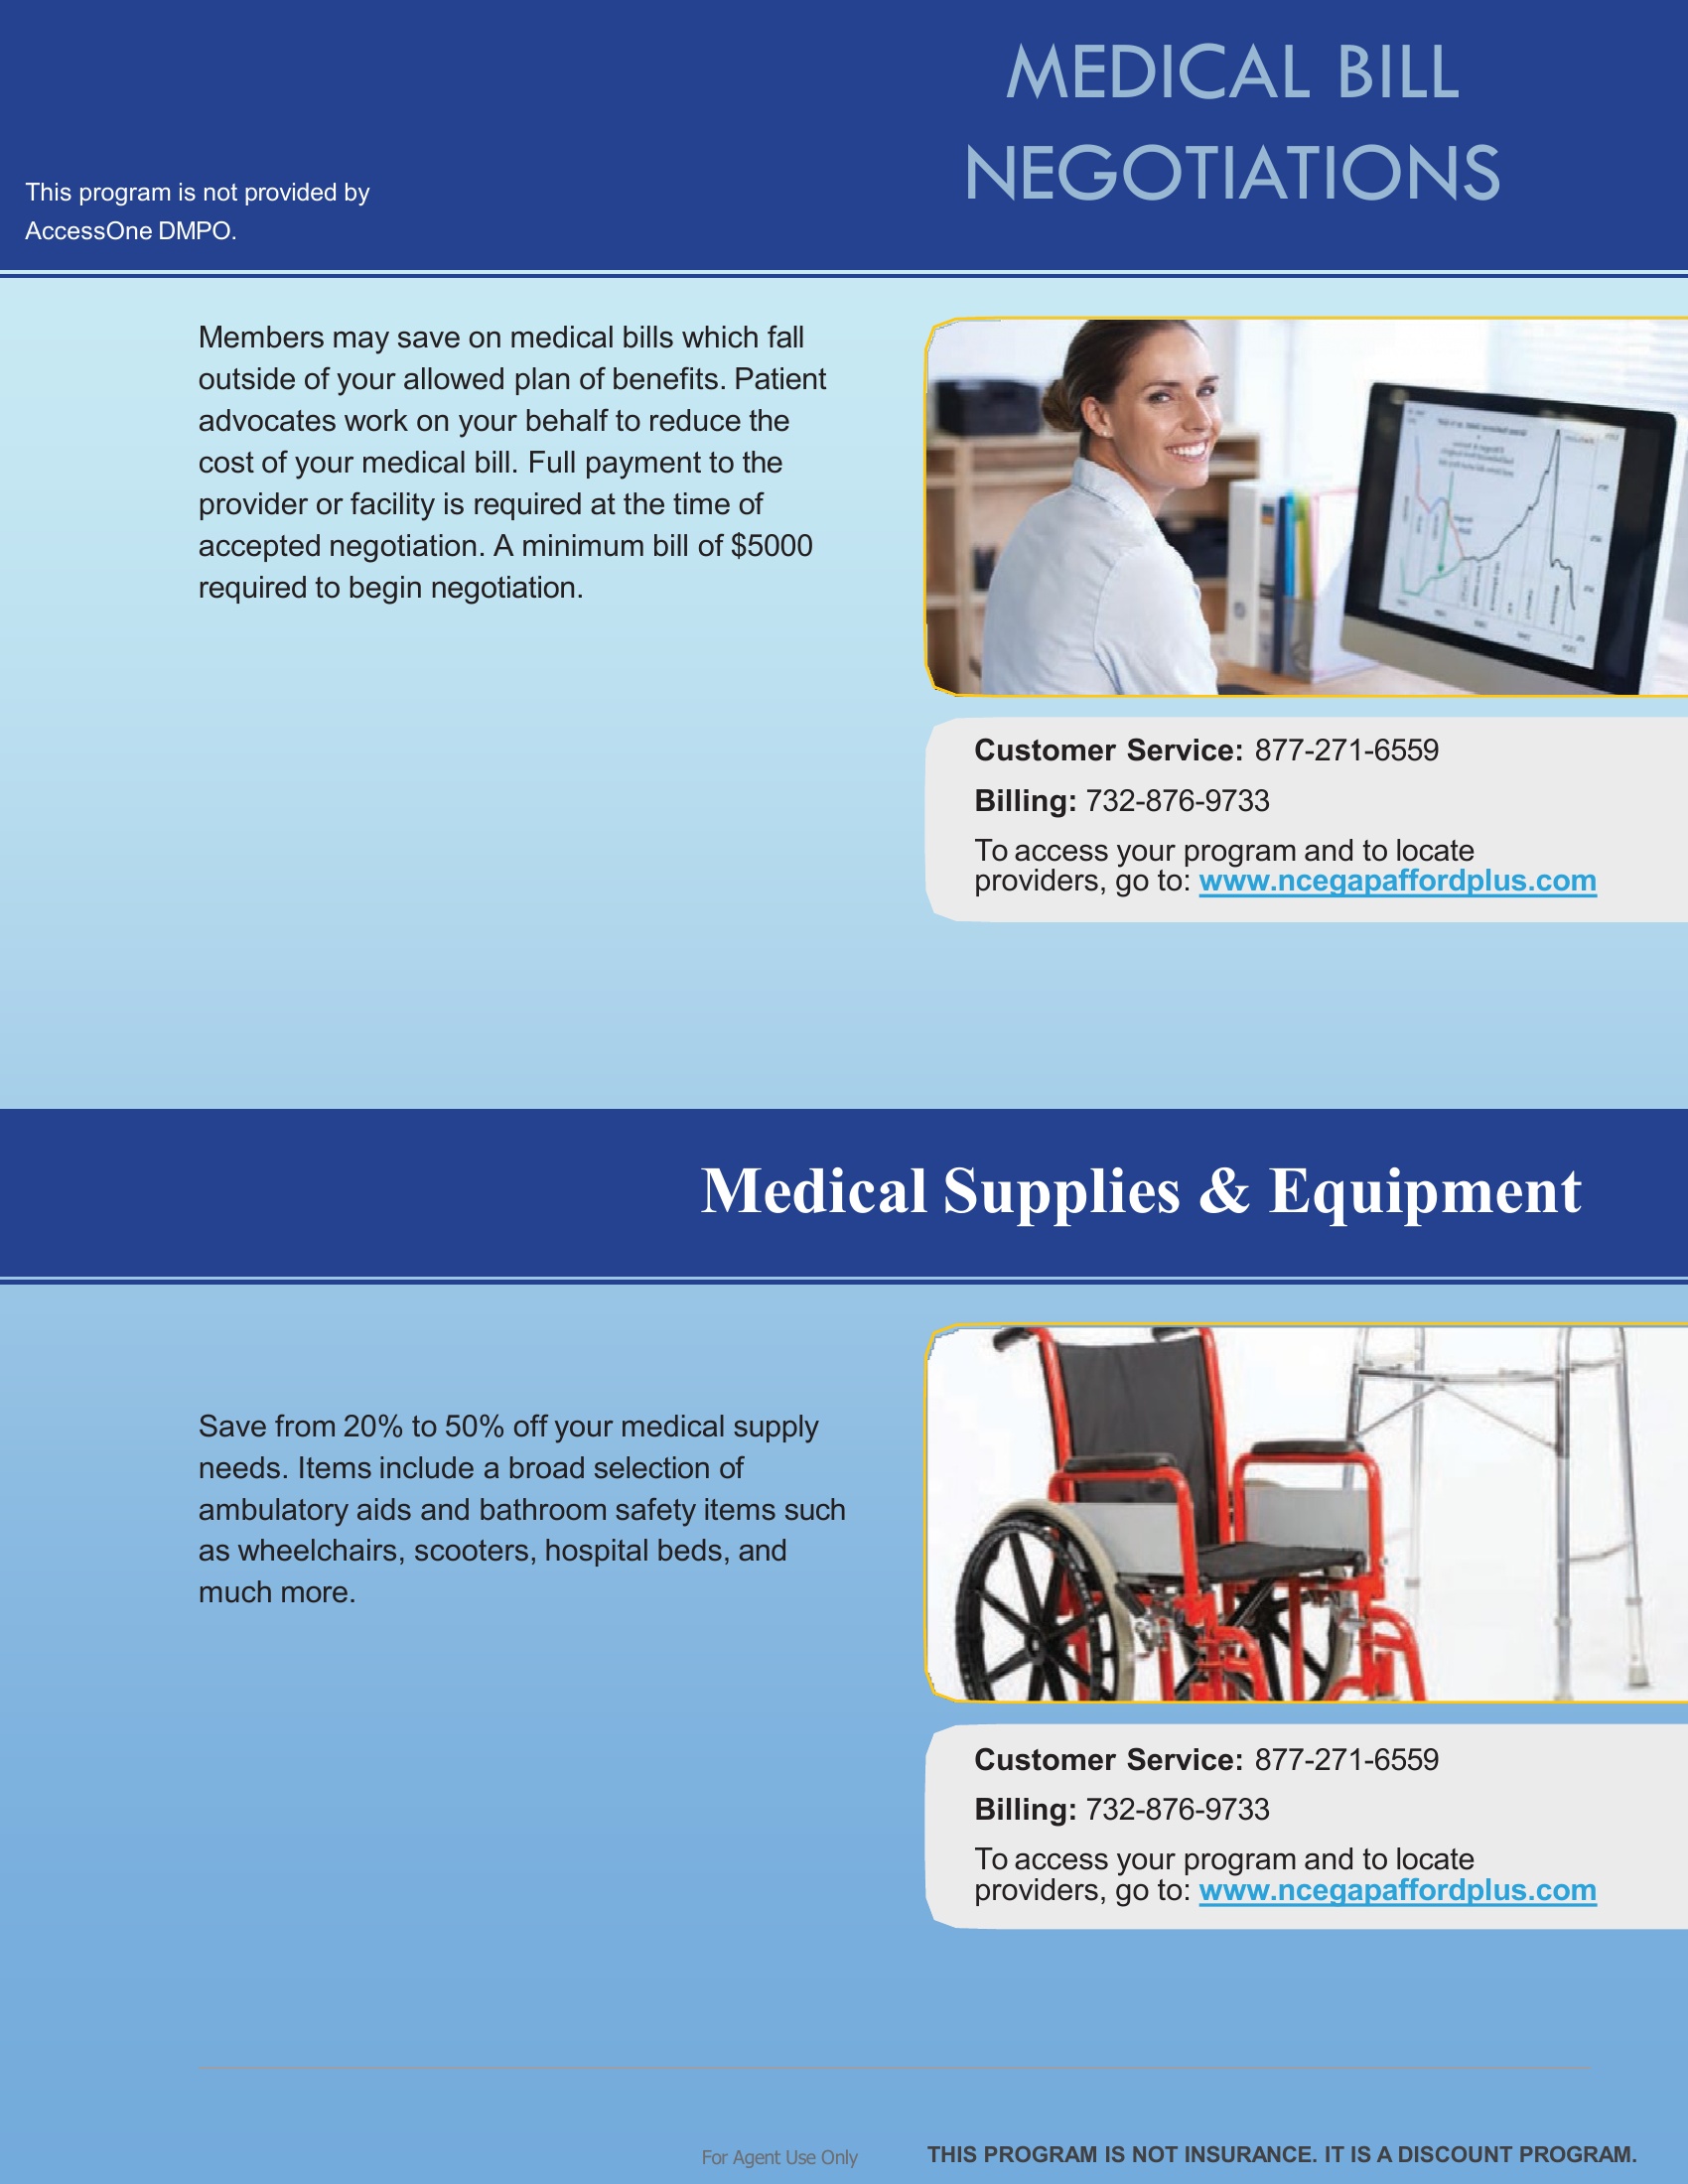 MEDICAL BILL
NEGOTIATIONS
This program is not provided by
AccessOne DMPO.
Members may save on medical bills which fall
outside of your allowed plan of benefits. Patient
advocates work on your behalf to reduce the
cost of your medical bill. Full payment to the
provider or facility is required at the time of
accepted negotiation. A minimum bill of $5000
required to begin negotiation.
Customer Service: 877-271-6559
Billing: 732-876-9733
To access your program and to locate
providers, go to: www.ncegapaffordplus.com
Medical Supplies & Equipment
Save from 20% to 50% off your medical supply
needs. Items include a broad selection of
ambulatory aids and bathroom safety items such
as wheelchairs, scooters, hospital beds, and
much more.
Customer Service: 877-271-6559
Billing: 732-876-9733
To access your program and to locate
providers, go to: www.ncegapaffordplus.com
For Agent Use Only
THIS PROGRAM IS NOT INSURANCE. IT IS A DISCOUNT PROGRAM.